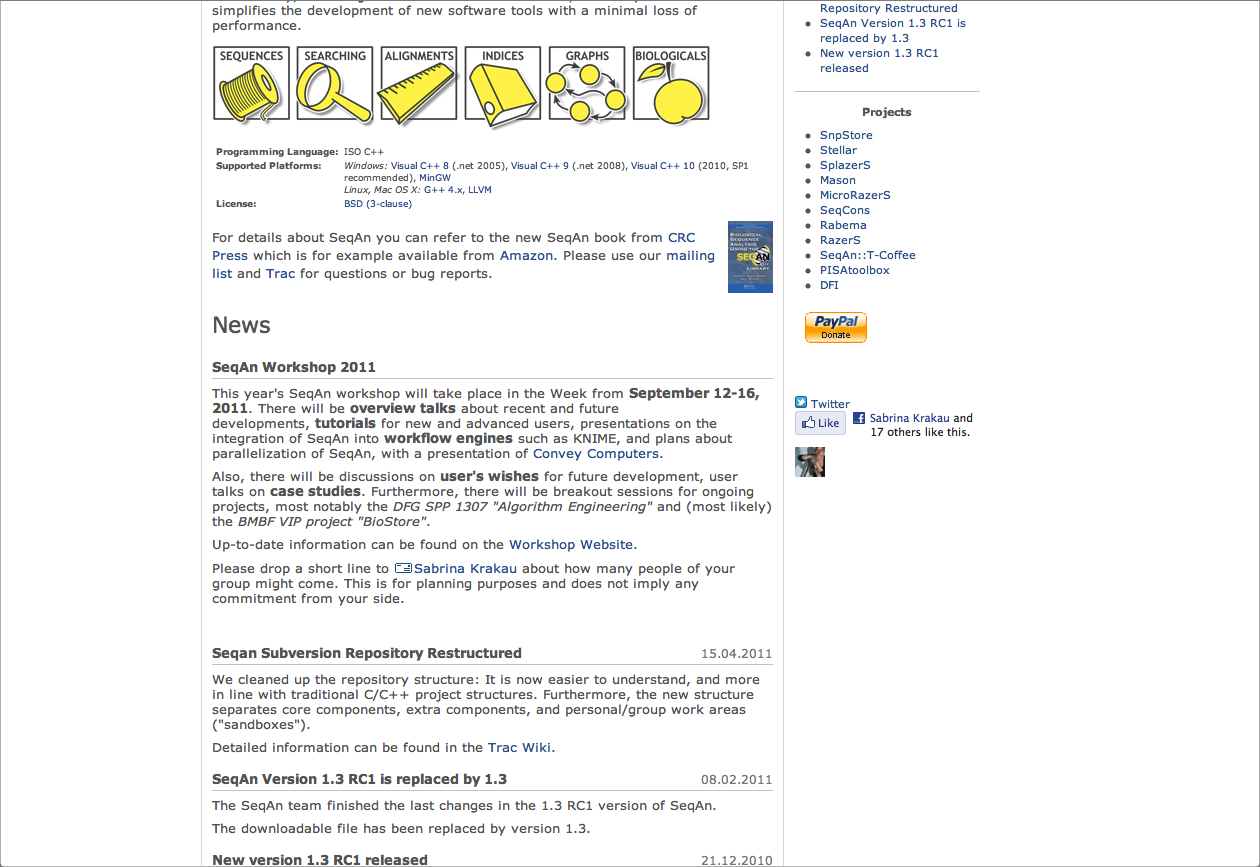 simplifies the development of new software tools with a minimal loss of
performance.
SEQUENCES SEARCHING ALIGNMENTS INDICES GRAPHS BIOLOGICALS
Programming Language: ISO C++
Supported Platforms: Windows: Visual C++ 8 (.net 2005), Visual C++ 9 (.net 2008), Visual C++ 10 (2010, SP1
recommended), MinGW
Linux, Mac OS X: G++ 4.x, LLVM
License: BSD (3-clause)
For details about SeqAn you can refer to the new SeqAn book from CRC
Press which is for example available from Amazon. Please use our mailing
list and Trac for questions or bug reports.
BIOLOGICAL
SEQUENCE
ANALYSIS
USING THE
SEQAN
C++
LIBRARY
News
SeqAn Workshop 2011
This year's SeqAn workshop will take place in the Week from September 12-16,
2011. There will be overview talks about recent and future
developments, tutorials for new and advanced users, presentations on the
integration of SeqAn into workflow engines such as KNIME, and plans about
parallelization of SeqAn, with a presentation of Convey Computers.
Also, there will be discussions on user's wishes for future development, user
talks on case studies. Furthermore, there will be breakout sessions for ongoing
projects, most notably the DFG SPP 1307 "Algorithm Engineering" and (most likely)
the BMBF VIP project "BioStore".
Up-to-date information can be found on the Workshop Website.
Please drop a short line to Sabrina Krakau about how many people of your
group might come. This is for planning purposes and does not imply any
commitment from your side.
Seqan Subversion Repository Restructured 15.04.2011
We cleaned up the repository structure: It is now easier to understand, and more
in line with traditional C/C++ project structures. Furthermore, the new structure
separates core components, extra components, and personal/group work areas
("sandboxes").
Detailed information can be found in the Trac Wiki.
SeqAn Version 1.3 RC1 is replaced by 1.3 08.02.2011
The SeqAn team finished the last changes in the 1.3 RC1 version of SeqAn.
The downloadable file has been replaced by version 1.3.
New version 1.3 RC1 released 21.12.2010
Repository Restructured
SeqAn Version 1.3 RC1 is
replaced by 1.3
New version 1.3 RC1
released
Projects
SnpStore
Stellar
SplazerS
Mason
MicroRazerS
SeqCons
Rabema
RazerS
SeqAn::T-Coffee
PISAtoolbox
DFI
PayPal
Donate
Twitter
Like
Sabrina Krakau and
17 others like this.